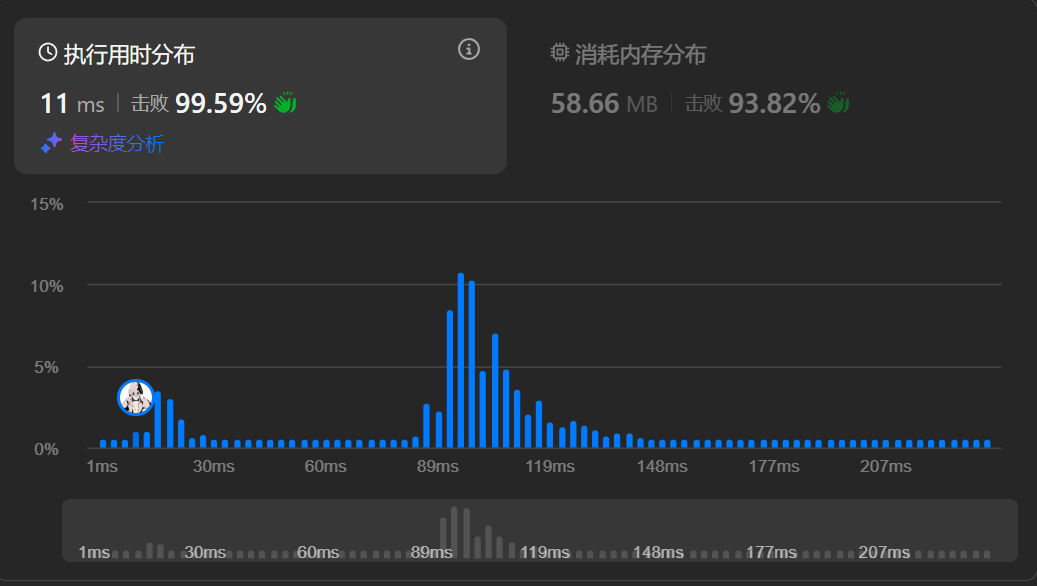 执行用时分布
11 ms | 击败 99.59%
复杂度分析
消耗内存分布
58.66 MB | 击败 93.82%
15%
10%
5%
0%
1ms 30ms 60ms 89ms 119ms 148ms 177ms 207ms
1ms 30ms 60ms 89ms 119ms 148ms 177ms 207ms